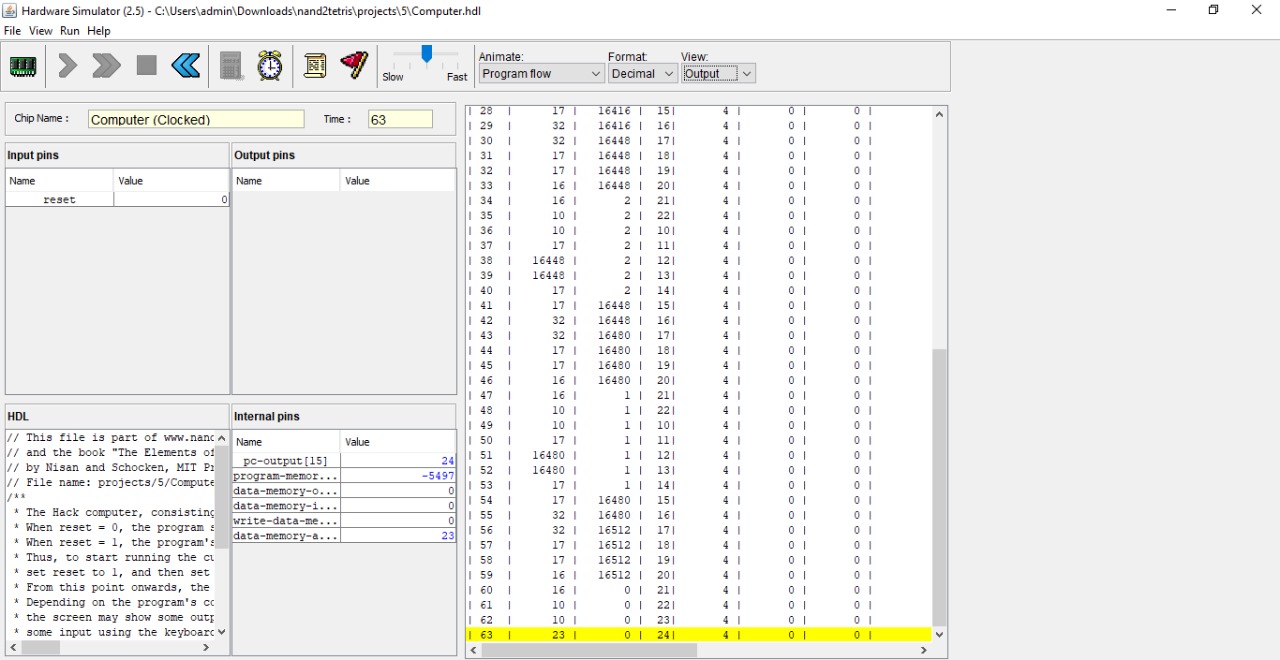 Hardware Simulator (2.5) - C:\Users\admin\Downloads\nand2tetris\projects\5\Computer.hdl
File View Run Help
Slow Fast
Animate: Format: View:
Program flow Decimal Output
Chip Name : Computer (Clocked) Time : 63
Input pins
Name Value
reset 0
Output pins
Name Value
HDL
// This file is part of www.nand
// and the book "The Elements of
// by Nisan and Schocken, MIT Pr
// File name: projects/5/Compute
/**
* The Hack computer, consisting
* When reset = 0, the program s
* When reset = 1, the program's
* Thus, to start running the cu
* set reset to 1, and then set
* From this point onwards, the
* Depending on the program's co
* the screen may show some outp
* some input using the keyboard
Internal pins
Name Value
pc-output[15] 24
program-memor... -5497
data-memory-o... 0
data-memory-i... 0
write-data-me... 0
data-memory-a... 23
| 28 | 17 | 16416 | 15| 4 | 0 | 0 |
| 29 | 32 | 16416 | 16| 4 | 0 | 0 |
| 30 | 32 | 16448 | 17| 4 | 0 | 0 |
| 31 | 17 | 16448 | 18| 4 | 0 | 0 |
| 32 | 17 | 16448 | 19| 4 | 0 | 0 |
| 33 | 16 | 16448 | 20| 4 | 0 | 0 |
| 34 | 16 | 2 | 21| 4 | 0 | 0 |
| 35 | 10 | 2 | 22| 4 | 0 | 0 |
| 36 | 10 | 2 | 10| 4 | 0 | 0 |
| 37 | 17 | 2 | 11| 4 | 0 | 0 |
| 38 | 16448 | 2 | 12| 4 | 0 | 0 |
| 39 | 16448 | 2 | 13| 4 | 0 | 0 |
| 40 | 17 | 2 | 14| 4 | 0 | 0 |
| 41 | 17 | 16448 | 15| 4 | 0 | 0 |
| 42 | 32 | 16448 | 16| 4 | 0 | 0 |
| 43 | 32 | 16480 | 17| 4 | 0 | 0 |
| 44 | 17 | 16480 | 18| 4 | 0 | 0 |
| 45 | 17 | 16480 | 19| 4 | 0 | 0 |
| 46 | 16 | 16480 | 20| 4 | 0 | 0 |
| 47 | 16 | 1 | 21| 4 | 0 | 0 |
| 48 | 10 | 1 | 22| 4 | 0 | 0 |
| 49 | 10 | 1 | 10| 4 | 0 | 0 |
| 50 | 17 | 1 | 11| 4 | 0 | 0 |
| 51 | 16480 | 1 | 12| 4 | 0 | 0 |
| 52 | 16480 | 1 | 13| 4 | 0 | 0 |
| 53 | 17 | 1 | 14| 4 | 0 | 0 |
| 54 | 17 | 16480 | 15| 4 | 0 | 0 |
| 55 | 32 | 16480 | 16| 4 | 0 | 0 |
| 56 | 32 | 16512 | 17| 4 | 0 | 0 |
| 57 | 17 | 16512 | 18| 4 | 0 | 0 |
| 58 | 17 | 16512 | 19| 4 | 0 | 0 |
| 59 | 16 | 16512 | 20| 4 | 0 | 0 |
| 60 | 16 | 0 | 21| 4 | 0 | 0 |
| 61 | 10 | 0 | 22| 4 | 0 | 0 |
| 62 | 10 | 0 | 23| 4 | 0 | 0 |
| 63 | 23 | 0 | 24| 4 | 0 | 0 |